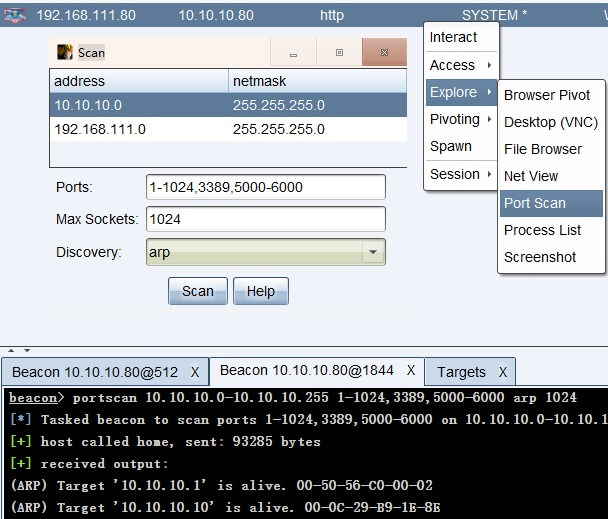 192.168.111.80 10.10.10.80 http SYSTEM *
Scan
address netmask
10.10.10.0 255.255.255.0
192.168.111.0 255.255.255.0
Ports: 1-1024,3389,5000-6000
Max Sockets: 1024
Discovery: arp
Scan Help
Interact
Access
Explore
Pivoting
Spawn
Session
Browser Pivot
Desktop (VNC)
File Browser
Net View
Port Scan
Process List
Screenshot
Beacon 10.10.10.80@512 X Beacon 10.10.10.80@1844 X Targets X
beacon> portscan 10.10.10.0-10.10.10.255 1-1024,3389,5000-6000 arp 1024
[*] Tasked beacon to scan ports 1-1024,3389,5000-6000 on 10.10.10.0-10.10.1
[+] host called home, sent: 93285 bytes
[+] received output:
(ARP) Target '10.10.10.1' is alive. 00-50-56-C0-00-02
(ARP) Target '10.10.10.10' is alive. 00-0C-29-B9-1E-8E